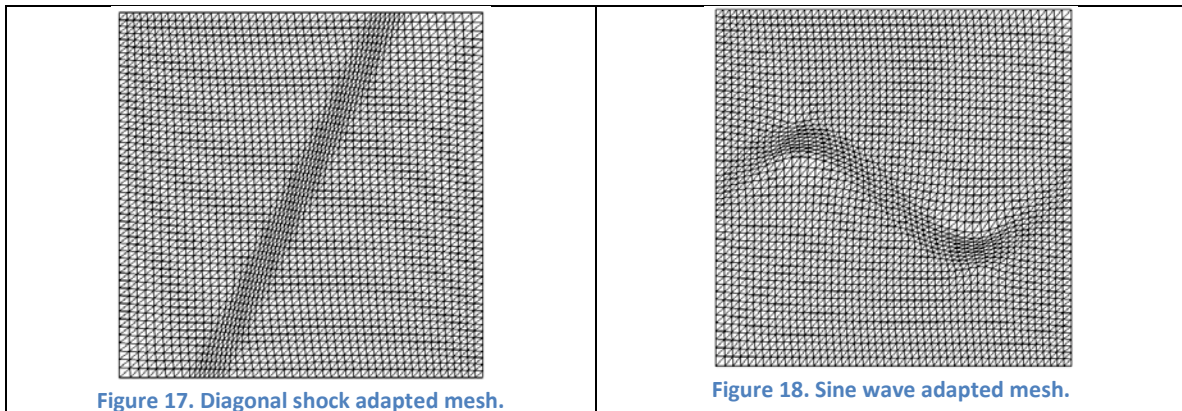 Figure 17. Diagonal shock adapted mesh.
Figure 18. Sine wave adapted mesh.